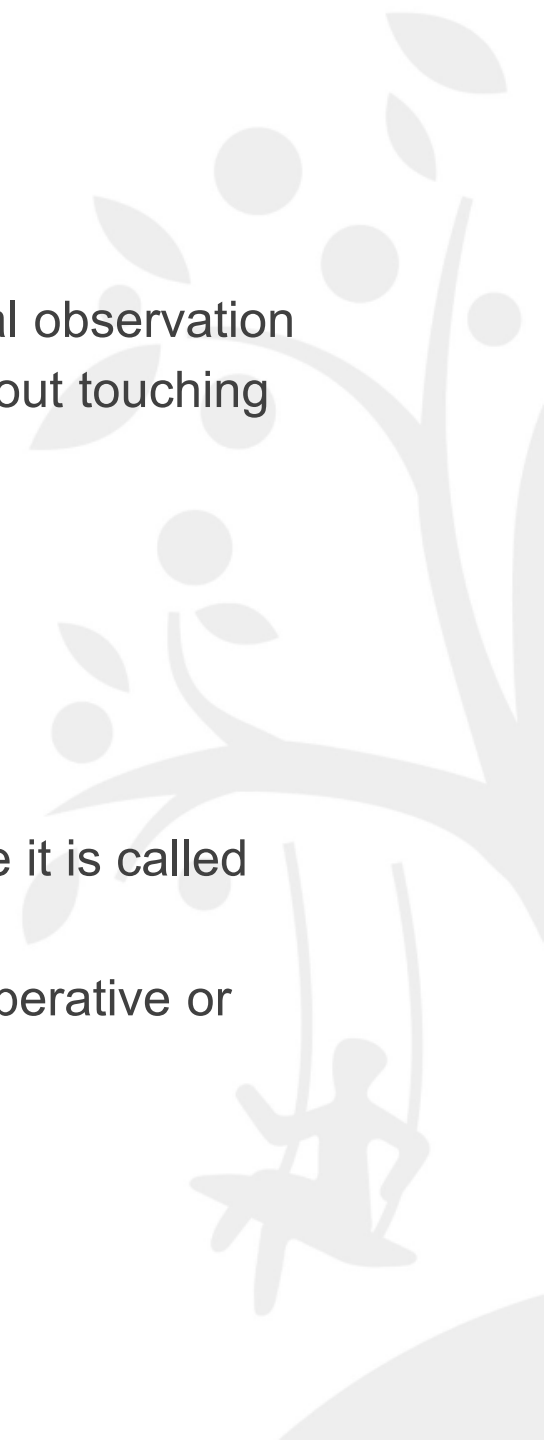 al observation
out touching
e it is called
perative or